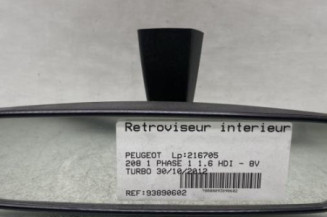 Retroviseur interieur
PEUGEOT Lp:216705
208 1 PHASE 1 1.6 HDI - 8V
TURBO 30/10/2012
REF:93890602